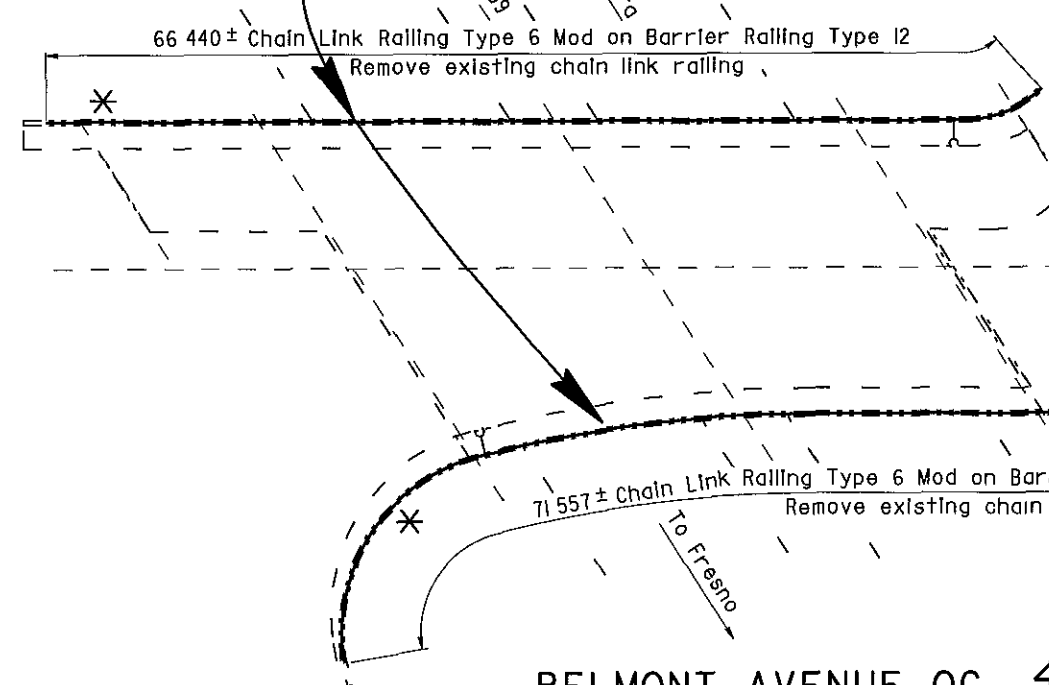 66 440± Chain Link Railing Type 6 Mod on Barrier Railing Type 12
Remove existing chain link railing
71 557± Chain Link Railing Type 6 Mod on Bar
Remove existing chain
To Fresno
BELMONT AVENUE OC